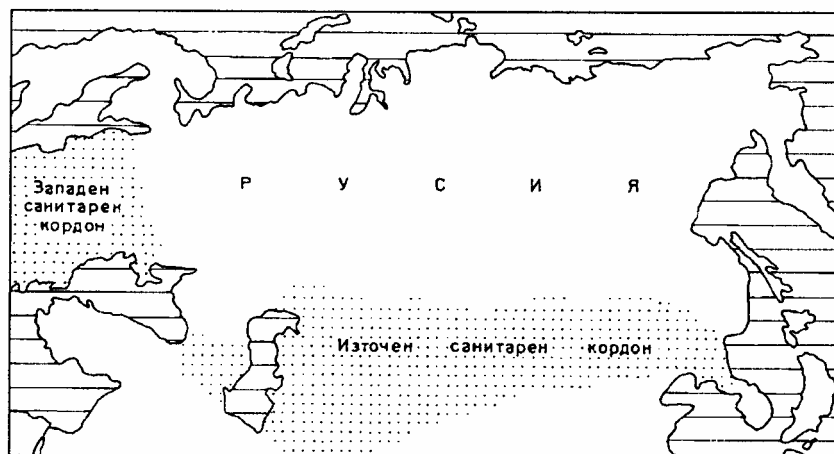 Западен
санитарен
кордон
Р У С И Я
Източен санитарен кордон